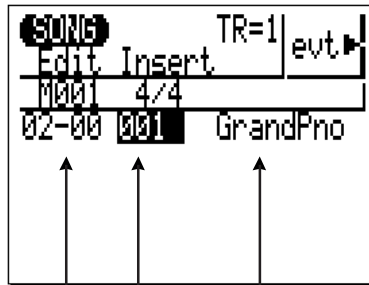 SONG TR=1 evt
Edit Insert
M001 4/4
02-00 001 GrandPno